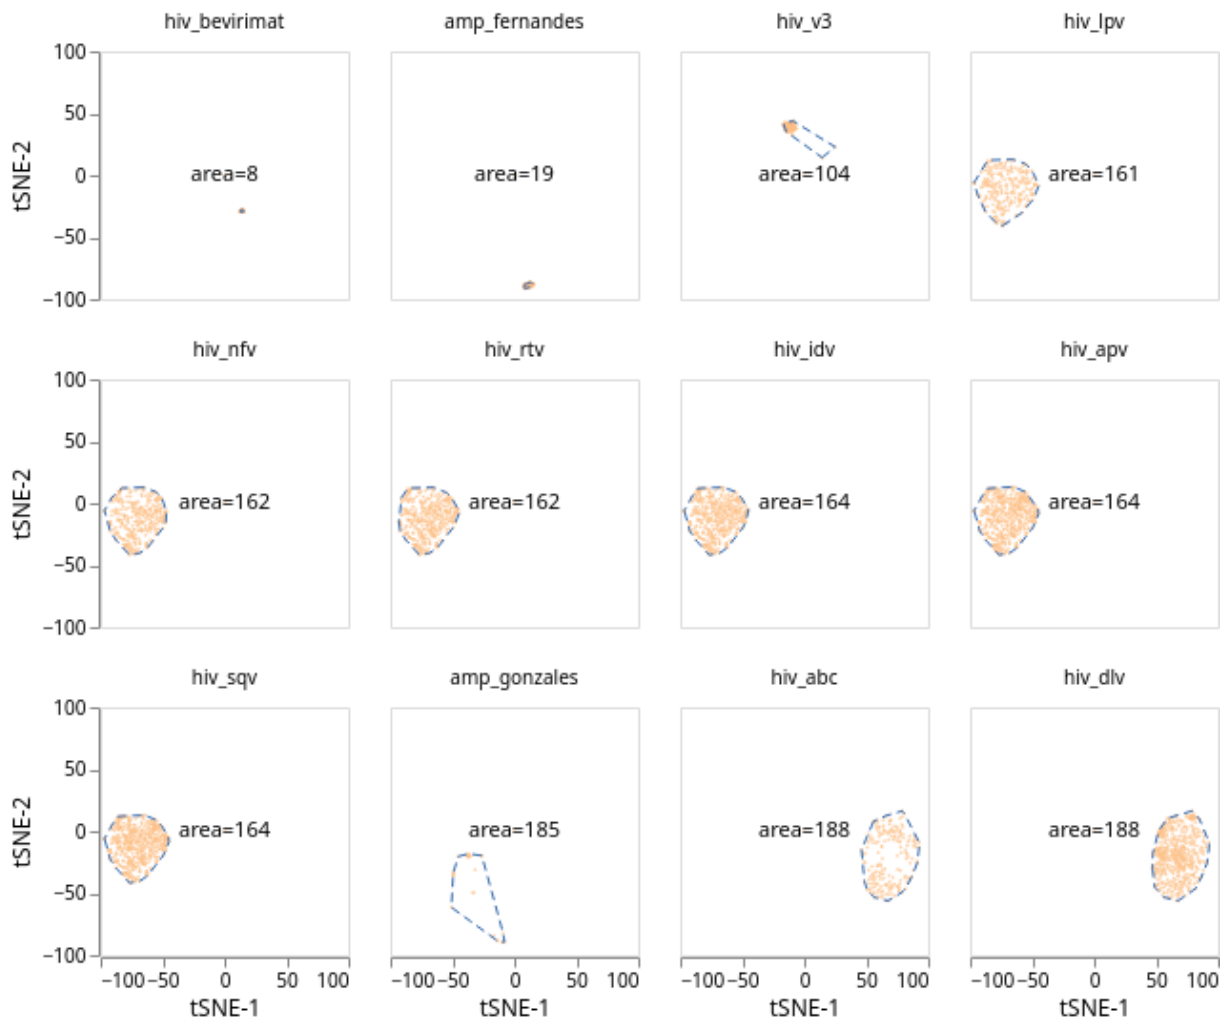 hiv_bevirimat amp_fernandes hiv_v3 hiv_lpv
100
50
0
−50
−100
tSNE-2
area=8 area=19 area=104 area=161
hiv_nfv hiv_rtv hiv_idv hiv_apv
100
50
0
−50
−100
tSNE-2
area=162 area=162 area=164 area=164
hiv_sqv amp_gonzales hiv_abc hiv_dlv
100
50
0
−50
−100
tSNE-2
area=164 area=185 area=188 area=188
−100 −50 0 50 100 −100 −50 0 50 100 −100 −50 0 50 100 −100 −50 0 50 100
tSNE-1 tSNE-1 tSNE-1 tSNE-1